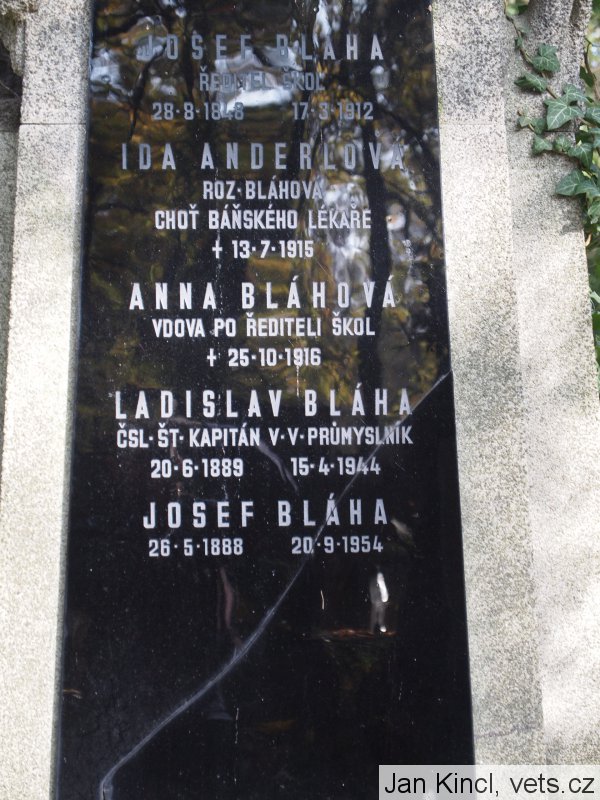 JOSEF BLÁHA
ŘEDITEL ŠKOL
28·8·1848 17·3·1912
IDA ANDERLOVÁ
ROZ·BLÁHOVÁ
CHOŤ BÁŇSKÉHO LÉKAŘE
+ 13·7·1915
ANNA BLÁHOVÁ
VDOVA PO ŘEDITELI ŠKOL
+ 25·10·1916
LADISLAV BLÁHA
ČSL·ŠT·KAPITÁN V·V·PRŮMYSLNÍK
20·6·1889 15·4·1944
JOSEF BLÁHA
26·5·1888 20·9·1954
Jan Kincl, vets.cz